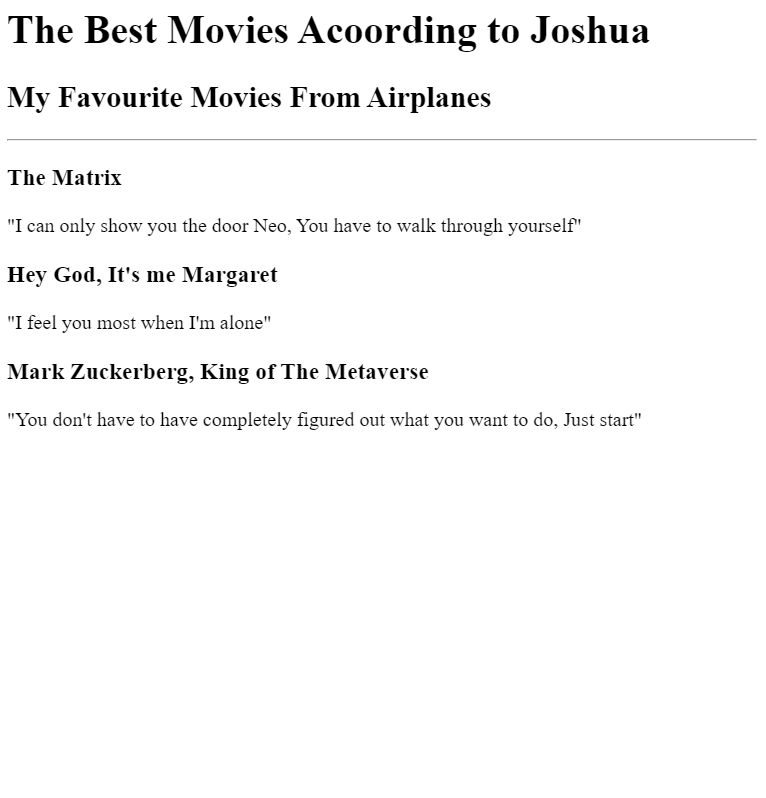 The Best Movies Acoording to Joshua
My Favourite Movies From Airplanes
The Matrix
"I can only show you the door Neo, You have to walk through yourself"
Hey God, It's me Margaret
"I feel you most when I'm alone"
Mark Zuckerberg, King of The Metaverse
"You don't have to have completely figured out what you want to do, Just start"